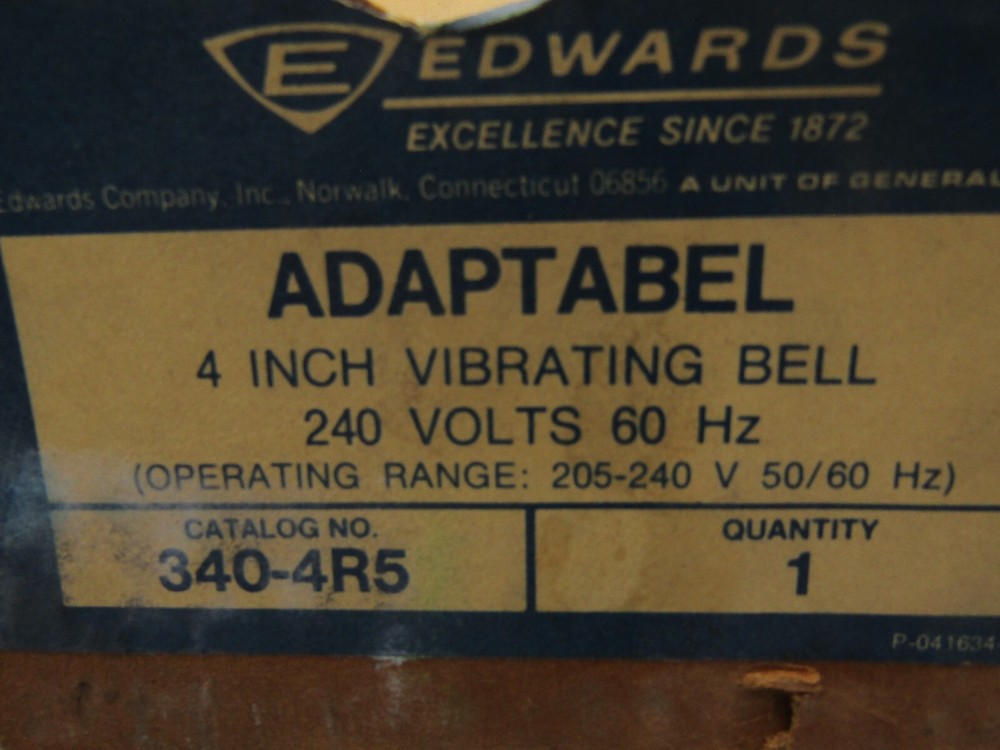 E EDWARDS
EXCELLENCE SINCE 1872
Edwards Company, Inc., Norwalk, Connecticut 06856 A UNIT OF GENERAL
ADAPTABEL
4 INCH VIBRATING BELL
240 VOLTS 60 Hz
(OPERATING RANGE: 205-240 V 50/60 Hz)
CATALOG NO.
340-4R5
QUANTITY
1
P-041634